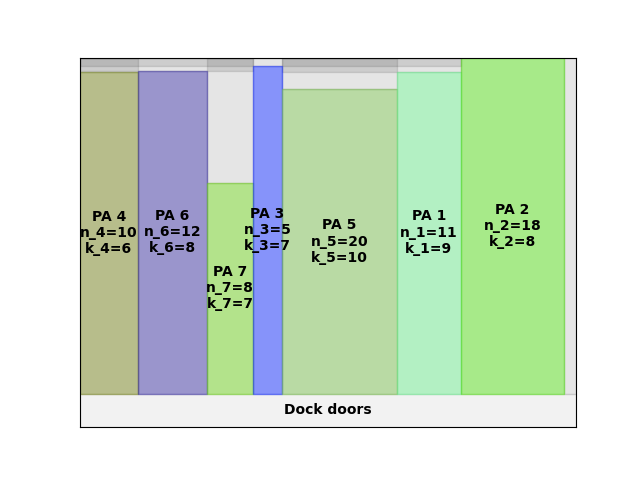 PA 4
n_4=10
k_4=6
PA 6
n_6=12
k_6=8
PA 7
n_7=8
k_7=7
PA 3
n_3=5
k_3=7
PA 5
n_5=20
k_5=10
PA 1
n_1=11
k_1=9
PA 2
n_2=18
k_2=8
Dock doors